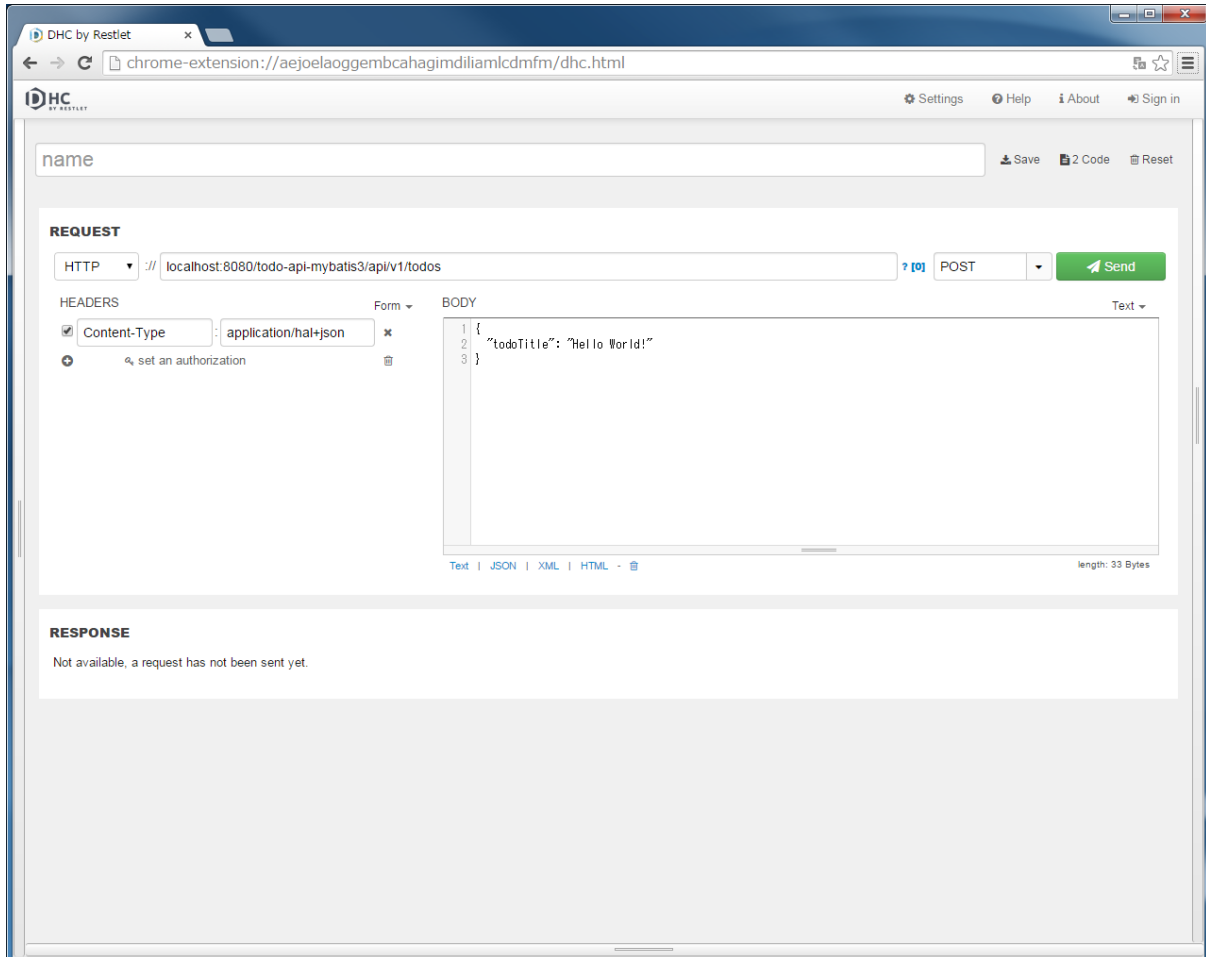 DHC by Restlet
chrome-extension://aejoelaoggembcahagimdiliamlcdmfm/dhc.html
DHC BY RESTLET Settings Help About Sign in
name Save 2 Code Reset
REQUEST
HTTP :// localhost:8080/todo-api-mybatis3/api/v1/todos ? [0] POST Send
HEADERS Form BODY Text
Content-Type : application/hal+json
set an authorization
1 {
2 "todoTitle": "Hello World!"
3 }
Text | JSON | XML | HTML - length: 33 Bytes
RESPONSE
Not available, a request has not been sent yet.